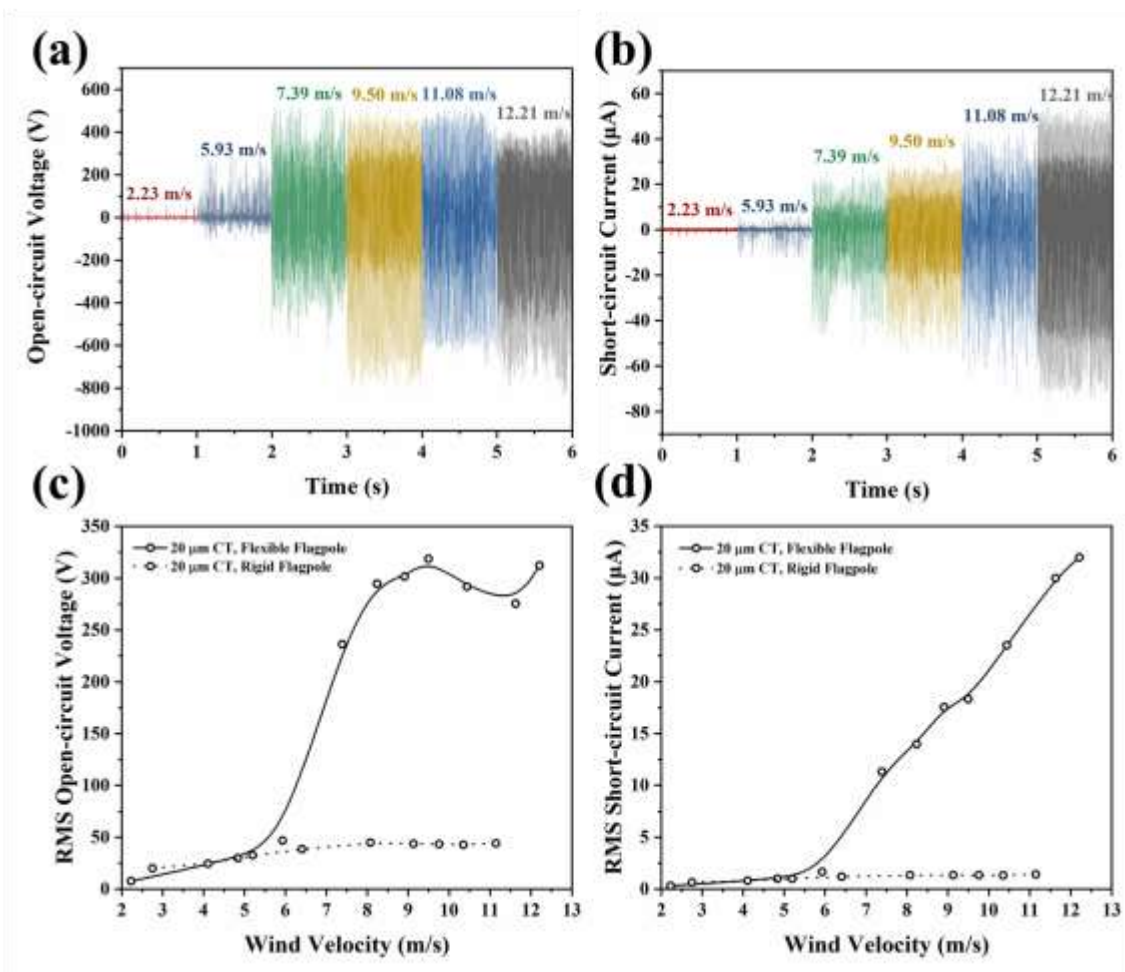 (a)
Open-circuit Voltage (V)
600
400
200
0
-200
-400
-600
-800
-1000
2.23 m/s
5.93 m/s
7.39 m/s
9.50 m/s
11.08 m/s
12.21 m/s
0 1 2 3 4 5 6
Time (s)
(b)
Short-circuit Current (μA)
60
40
20
0
-20
-40
-60
-80
2.23 m/s
5.93 m/s
7.39 m/s
9.50 m/s
11.08 m/s
12.21 m/s
0 1 2 3 4 5 6
Time (s)
(c)
RMS Open-circuit Voltage (V)
350
300
250
200
150
100
50
0
20 μm CT, Flexible Flagpole
20 μm CT, Rigid Flagpole
2 3 4 5 6 7 8 9 10 11 12 13
Wind Velocity (m/s)
(d)
RMS Short-circuit Current (μA)
35
30
25
20
15
10
5
0
20 μm CT, Flexible Flagpole
20 μm CT, Rigid Flagpole
2 3 4 5 6 7 8 9 10 11 12 13
Wind Velocity (m/s)